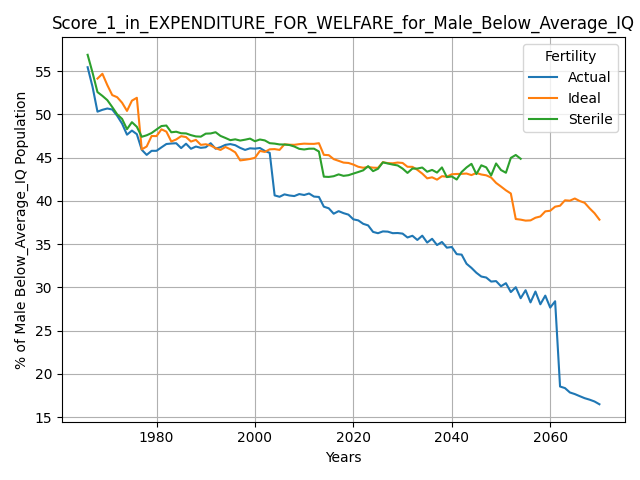 Score_1_in_EXPENDITURE_FOR_WELFARE_for_Male_Below_Average_IQ
% of Male Below_Average_IQ Population
55
50
45
40
35
30
25
20
15
Fertility
Actual
Ideal
Sterile
1980 2000 2020 2040 2060
Years